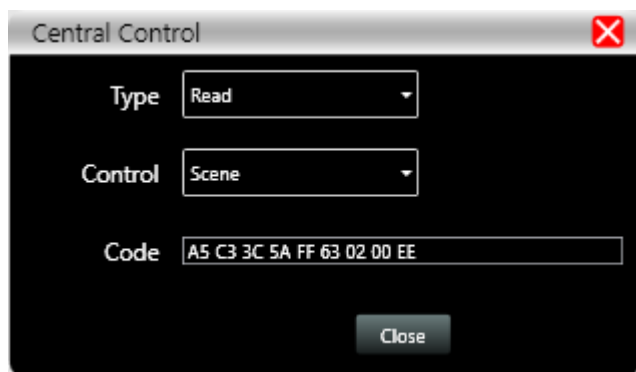 Central Control
Type Read
Control Scene
Code A5 C3 3C 5A FF 63 02 00 EE
Close